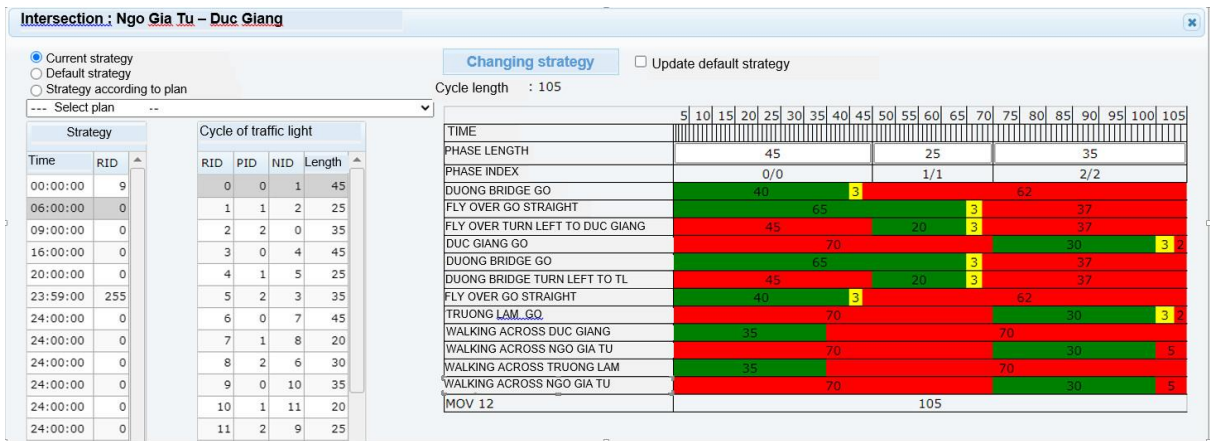 Intersection : Ngo Gia Tu – Duc Giang
Current strategy
Default strategy
Strategy according to plan
--- Select plan --
Strategy
Time RID
00:00:00 9
06:00:00 0
09:00:00 0
16:00:00 0
20:00:00 0
23:59:00 255
24:00:00 0
24:00:00 0
24:00:00 0
24:00:00 0
24:00:00 0
24:00:00 0
Cycle of traffic light
RID PID NID Length
0 0 1 45
1 1 2 25
2 2 0 35
3 0 4 45
4 1 5 25
5 2 3 35
6 0 7 45
7 1 8 20
8 2 6 30
9 0 10 35
10 1 11 20
11 2 9 25
Changing strategy
Update default strategy
Cycle length : 105
5 10 15 20 25 30 35 40 45 50 55 60 65 70 75 80 85 90 95 100 105
TIME
PHASE LENGTH 45 25 35
PHASE INDEX 0/0 1/1 2/2
DUONG BRIDGE GO 40 3 62
FLY OVER GO STRAIGHT 65 3 37
FLY OVER TURN LEFT TO DUC GIANG 45 20 3 37
DUC GIANG GO 70 30 3 2
DUONG BRIDGE GO 65 3 37
DUONG BRIDGE TURN LEFT TO TL 45 20 3 37
FLY OVER GO STRAIGHT 40 3 62
TRUONG LAM GO 70 30 3 2
WALKING ACROSS DUC GIANG 35 70
WALKING ACROSS NGO GIA TU 70 30 5
WALKING ACROSS TRUONG LAM 35 70
WALKING ACROSS NGO GIA TU 70 30 5
MOV 12 105